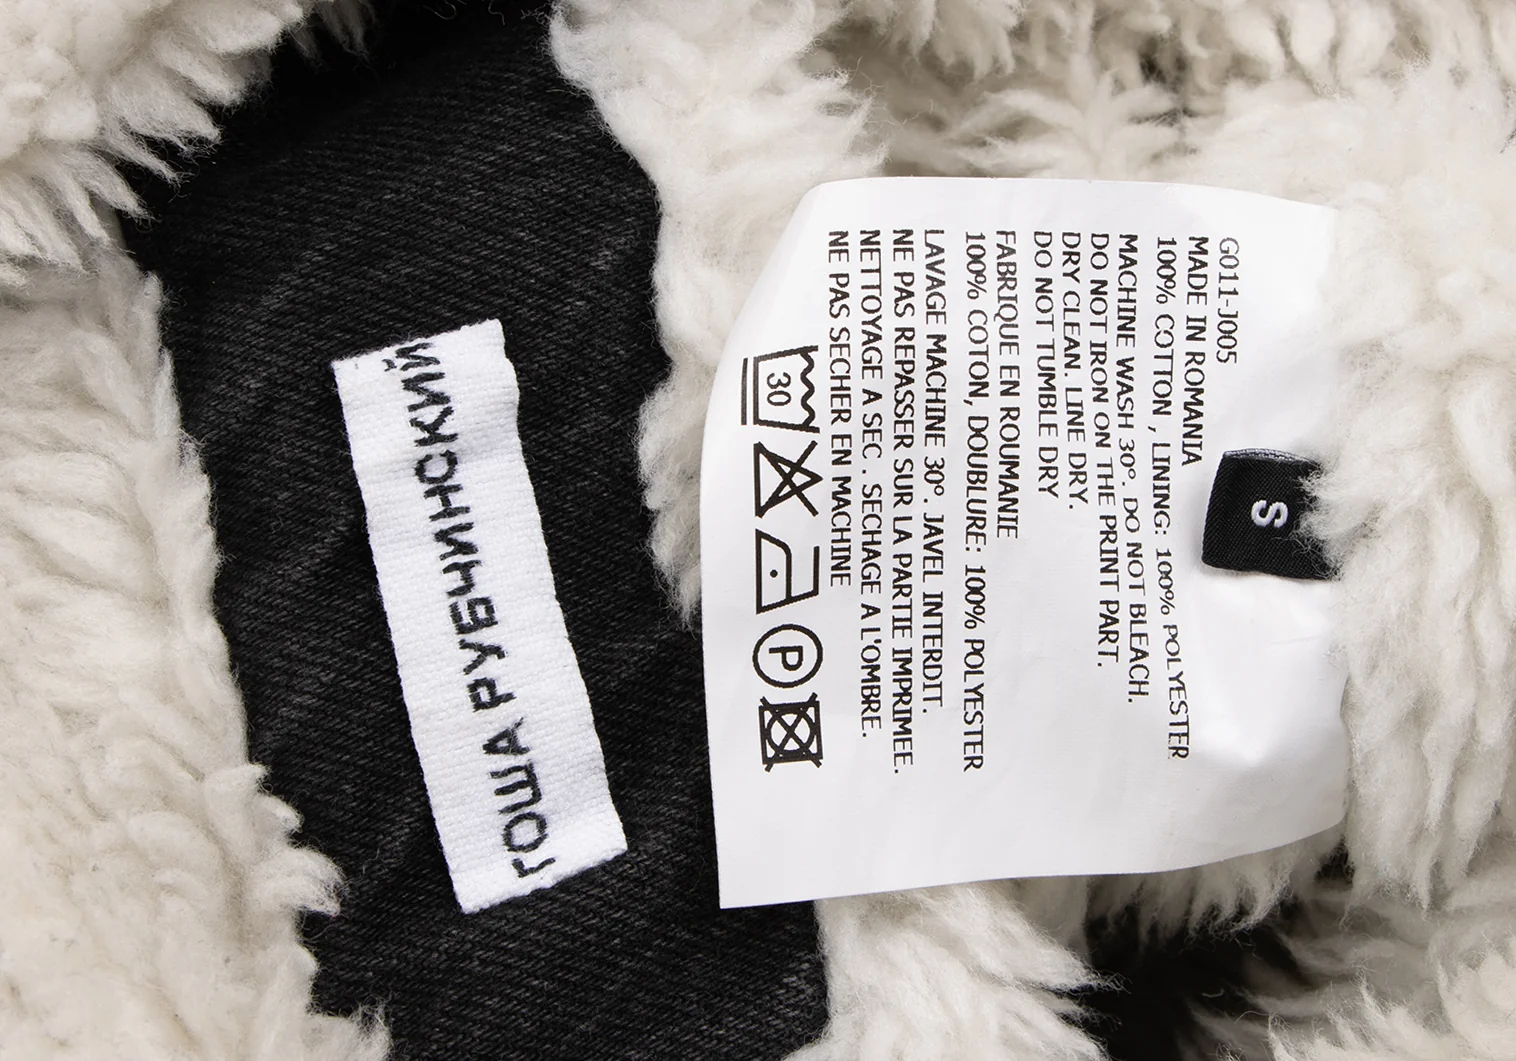 ГОША РУБЧИНСКИЙ
S
G011-J005
MADE IN ROMANIA
100% COTTON , LINING: 100% POLYESTER
MACHINE WASH 30°. DO NOT BLEACH.
DO NOT IRON ON THE PRINT PART.
DRY CLEAN. LINE DRY.
DO NOT TUMBLE DRY
FABRIQUE EN ROUMANIE
100% COTON, DOUBLURE: 100% POLYESTER
LAVAGE MACHINE 30°. JAVEL INTERDIT.
NE PAS REPASSER SUR LA PARTIE IMPRIMEE.
NETTOYAGE A SEC . SECHAGE A L'OMBRE.
NE PAS SECHER EN MACHINE
30 P